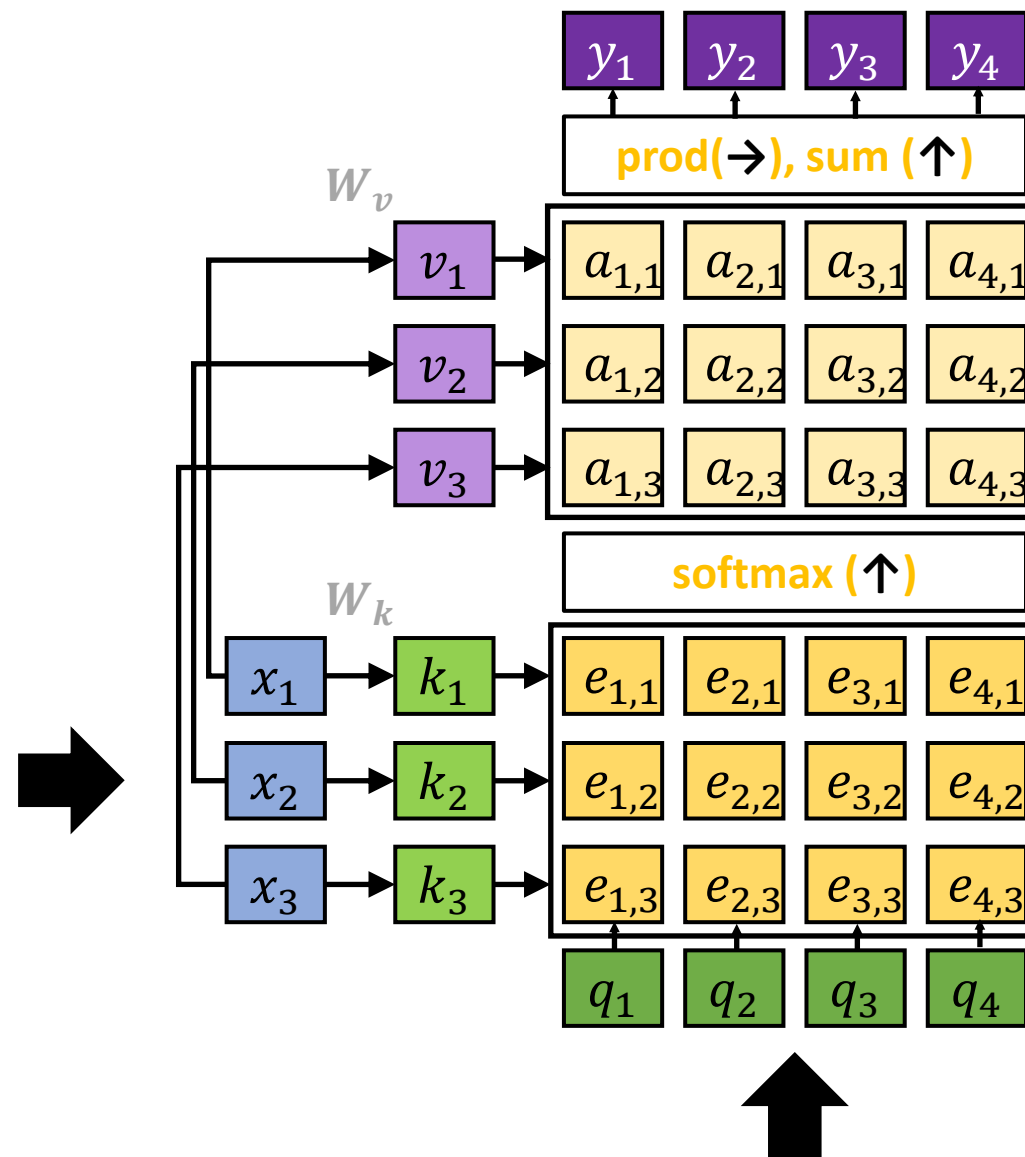 y₁ y₂ y₃ y₄
prod(→), sum (↑)
W_v
v₁ a₁,₁ a₂,₁ a₃,₁ a₄,₁
v₂ a₁,₂ a₂,₂ a₃,₂ a₄,₂
v₃ a₁,₃ a₂,₃ a₃,₃ a₄,₃
softmax (↑)
W_k
x₁ k₁ e₁,₁ e₂,₁ e₃,₁ e₄,₁
x₂ k₂ e₁,₂ e₂,₂ e₃,₂ e₄,₂
x₃ k₃ e₁,₃ e₂,₃ e₃,₃ e₄,₃
q₁ q₂ q₃ q₄